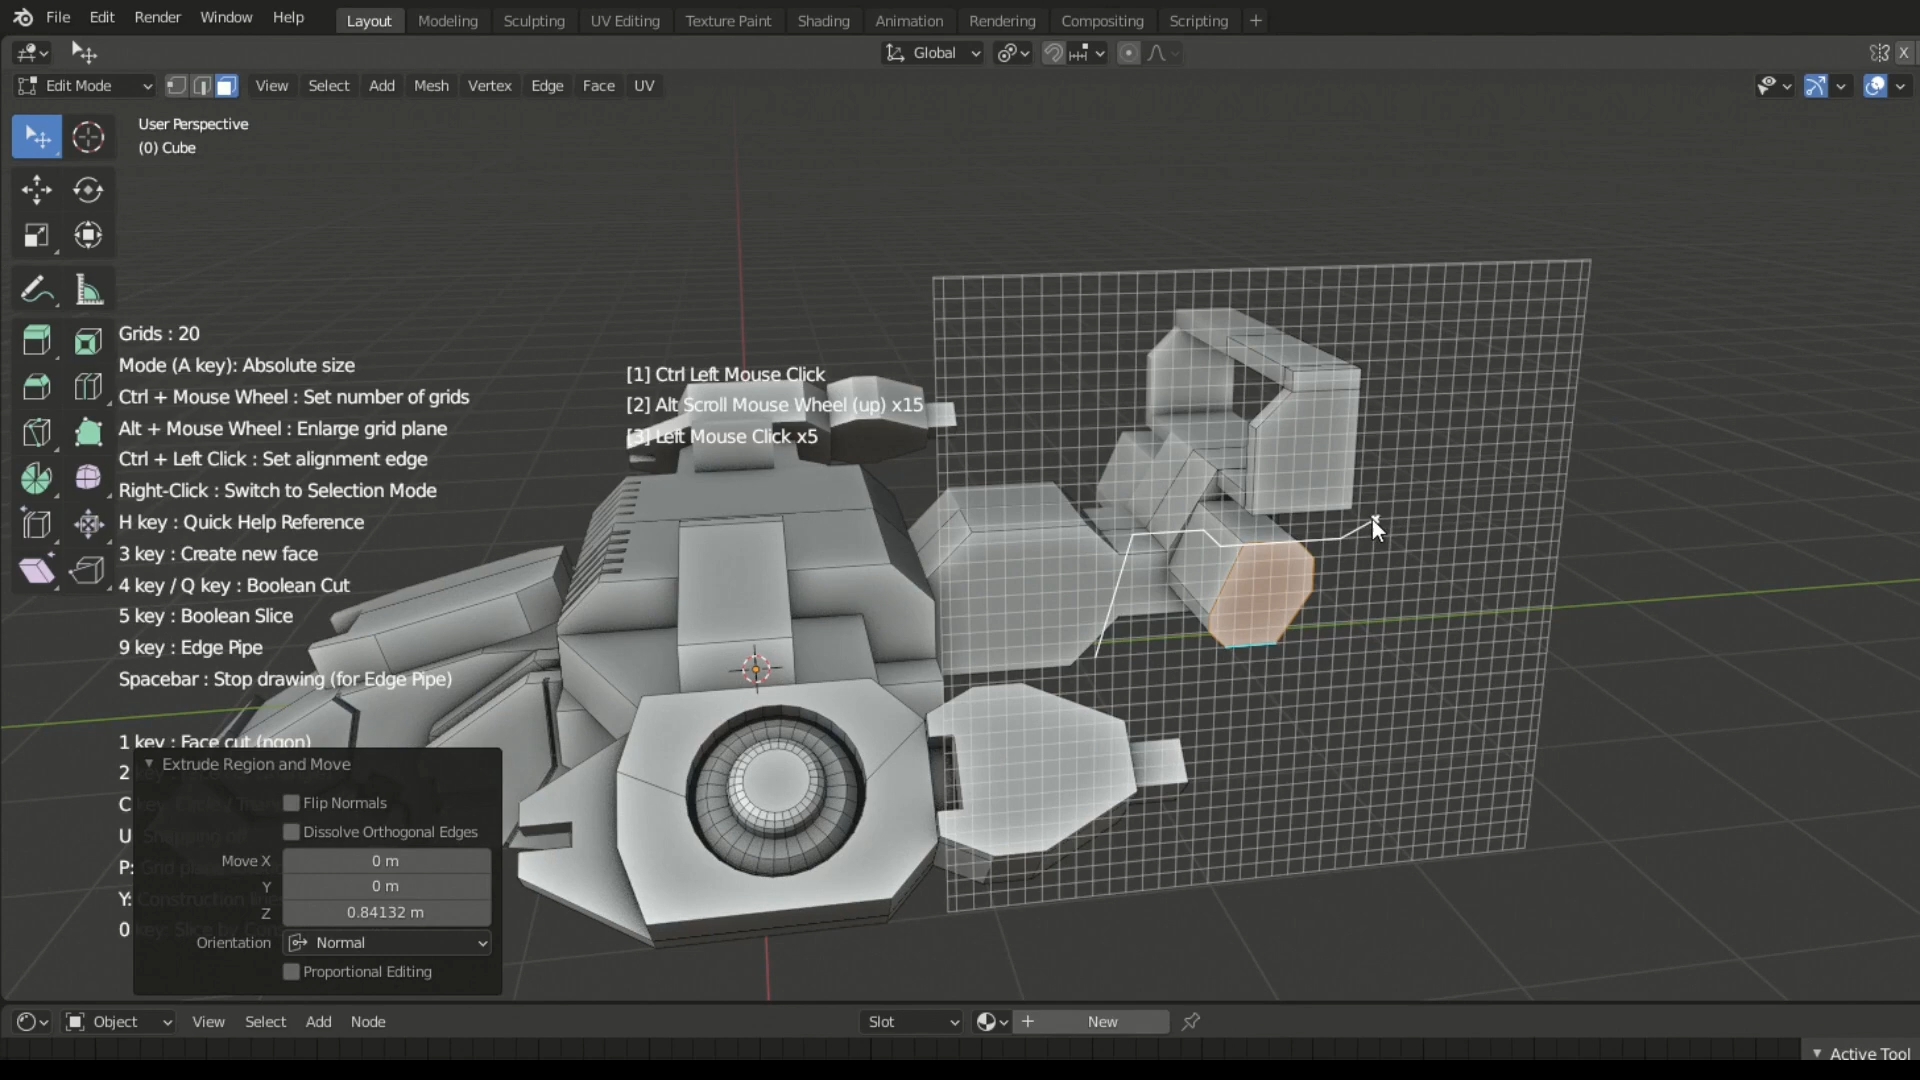 File Edit Render Window Help Layout Modeling Sculpting UV Editing Texture Paint Shading Animation Rendering Compositing Scripting +
Global X
Edit Mode View Select Add Mesh Vertex Edge Face UV
User Perspective
(0) Cube
Grids : 20
Mode (A key): Absolute size
Ctrl + Mouse Wheel : Set number of grids
Alt + Mouse Wheel : Enlarge grid plane
Ctrl + Left Click : Set alignment edge
Right-Click : Switch to Selection Mode
H key : Quick Help Reference
3 key : Create new face
4 key / Q key : Boolean Cut
5 key : Boolean Slice
9 key : Edge Pipe
Spacebar : Stop drawing (for Edge Pipe)
1 key : Face cut (ngon)
2
C
U
P:
Y:
0
[1] Ctrl Left Mouse Click
[2] Alt Scroll Mouse Wheel (up) x15
[3] Left Mouse Click x5
Extrude Region and Move
Flip Normals
Dissolve Orthogonal Edges
Move X 0 m
Y 0 m
Z 0.84132 m
Orientation Normal
Proportional Editing
Object View Select Add Node Slot + New
Active Tool